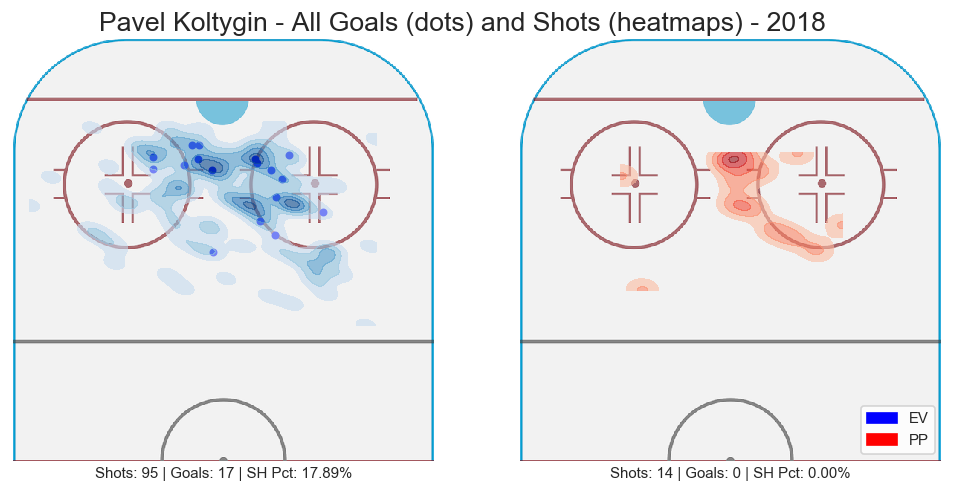 Pavel Koltygin - All Goals (dots) and Shots (heatmaps) - 2018
EV
PP
Shots: 95 | Goals: 17 | SH Pct: 17.89%
Shots: 14 | Goals: 0 | SH Pct: 0.00%